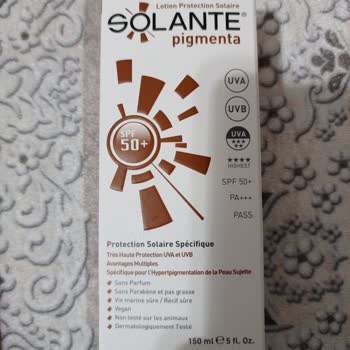 Lotion Protection Solaire
SOLANTE®
pigmenta
UVA
UVB
SPF
50+
UVA
★★★★
HIGHEST
SPF 50+
PA+++
PASS
Protection Solaire Spécifique
Très Haute Protection UVA et UVB
Avantages Multiples
Spécifique pour l'Hyperpigmentation de la Peau Sujette
• Sans Parfum
• Sans Parabène et pas grasse
• Vie marine sûre / Récif sûre
• Vegan
• Non testé sur les animaux
• Dermatologiquement Testé
150 ml ℮ 5 fl. Oz.